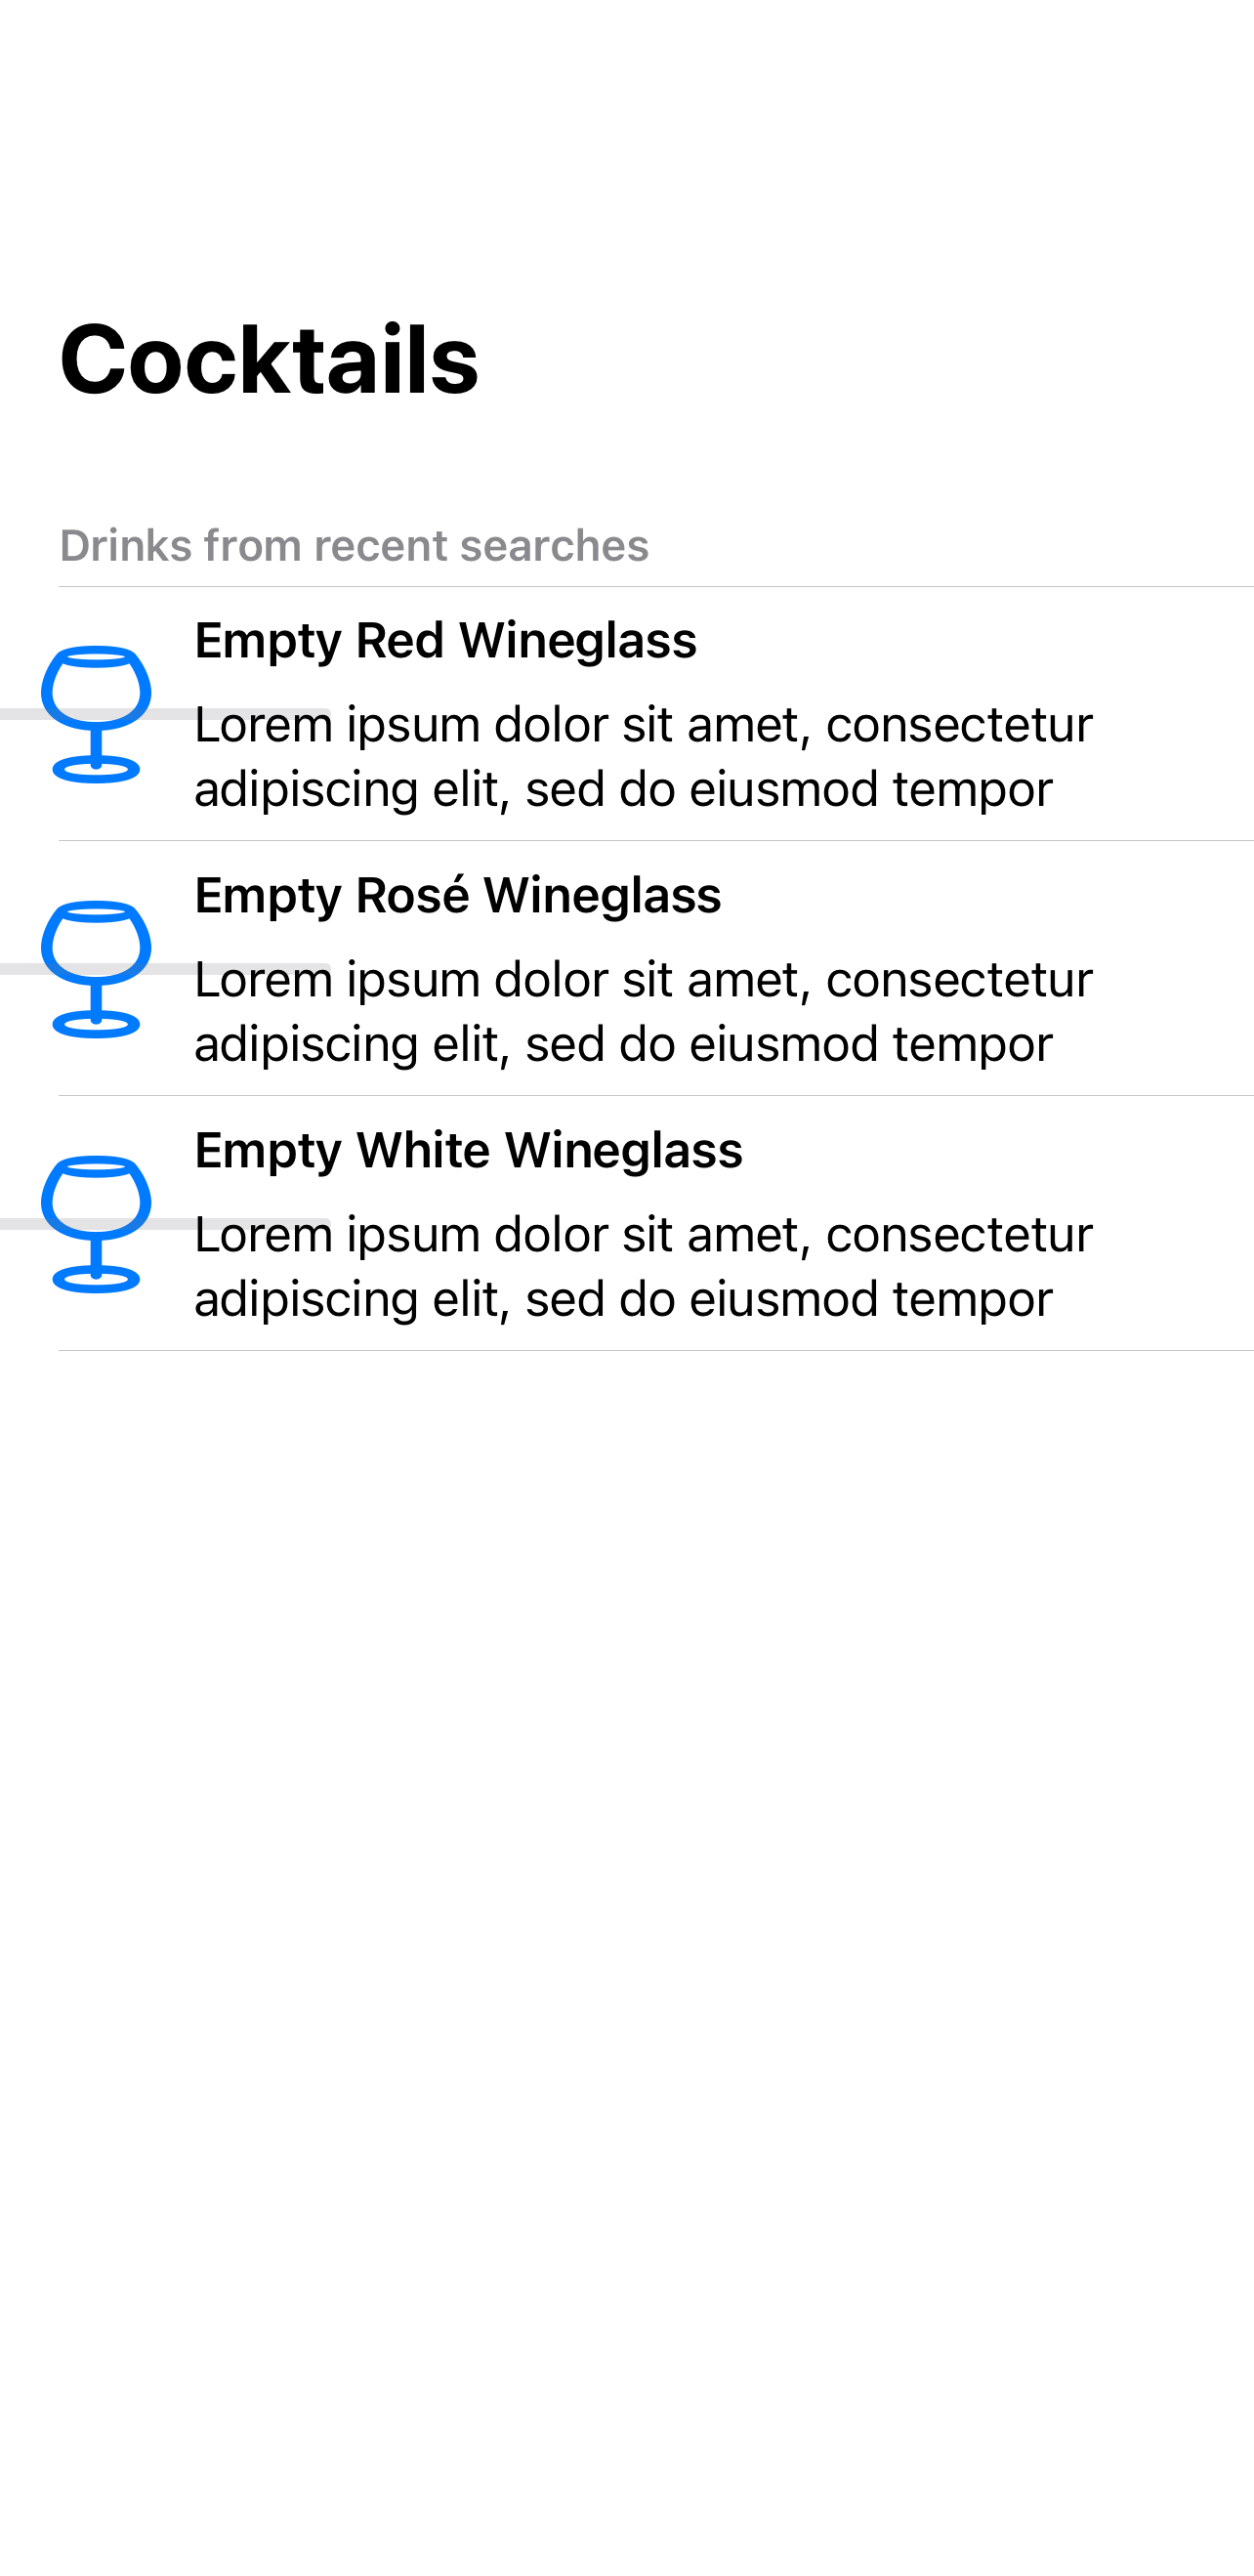 Cocktails
Drinks from recent searches
Empty Red Wineglass
Lorem ipsum dolor sit amet, consectetur
adipiscing elit, sed do eiusmod tempor
Empty Rosé Wineglass
Lorem ipsum dolor sit amet, consectetur
adipiscing elit, sed do eiusmod tempor
Empty White Wineglass
Lorem ipsum dolor sit amet, consectetur
adipiscing elit, sed do eiusmod tempor